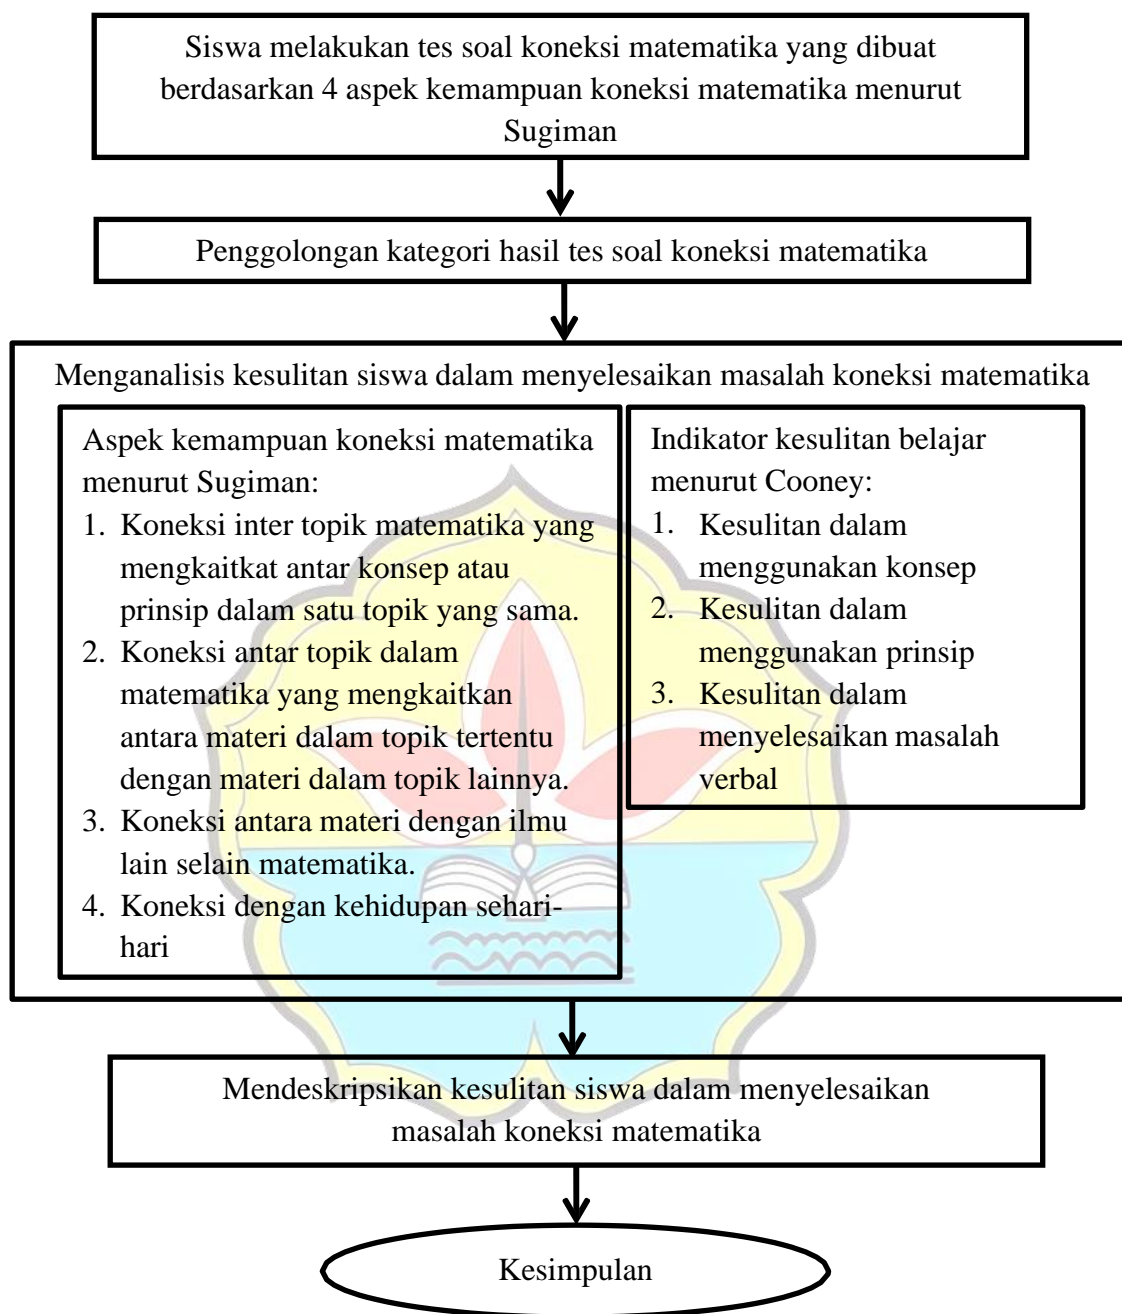 Siswa melakukan tes soal koneksi matematika yang dibuat
berdasarkan 4 aspek kemampuan koneksi matematika menurut
Sugiman
Penggolongan kategori hasil tes soal koneksi matematika
Menganalisis kesulitan siswa dalam menyelesaikan masalah koneksi matematika
Aspek kemampuan koneksi matematika
menurut Sugiman:
1. Koneksi inter topik matematika yang
mengkaitkat antar konsep atau
prinsip dalam satu topik yang sama.
2. Koneksi antar topik dalam
matematika yang mengkaitkan
antara materi dalam topik tertentu
dengan materi dalam topik lainnya.
3. Koneksi antara materi dengan ilmu
lain selain matematika.
4. Koneksi dengan kehidupan sehari-
hari
Indikator kesulitan belajar
menurut Cooney:
1. Kesulitan dalam
menggunakan konsep
2. Kesulitan dalam
menggunakan prinsip
3. Kesulitan dalam
menyelesaikan masalah
verbal
Mendeskripsikan kesulitan siswa dalam menyelesaikan
masalah koneksi matematika
Kesimpulan